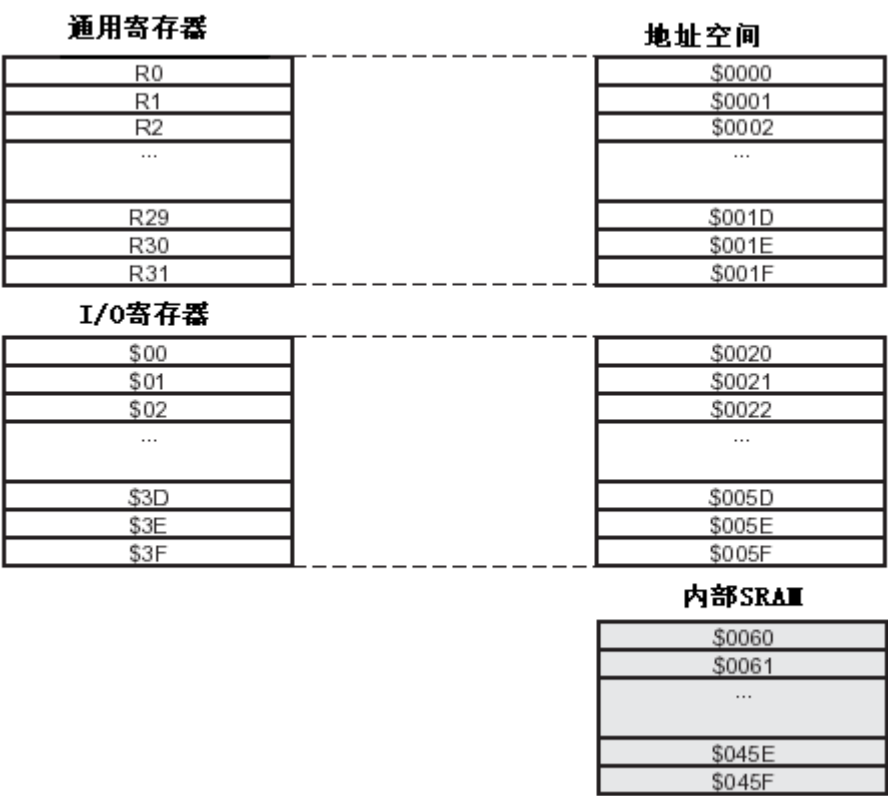 通用寄存器 地址空间
R0 $0000
R1 $0001
R2 $0002
... ...
R29 $001D
R30 $001E
R31 $001F
I/O寄存器
$00 $0020
$01 $0021
$02 $0022
... ...
$3D $005D
$3E $005E
$3F $005F
内部SRAM
$0060
$0061
...
$045E
$045F